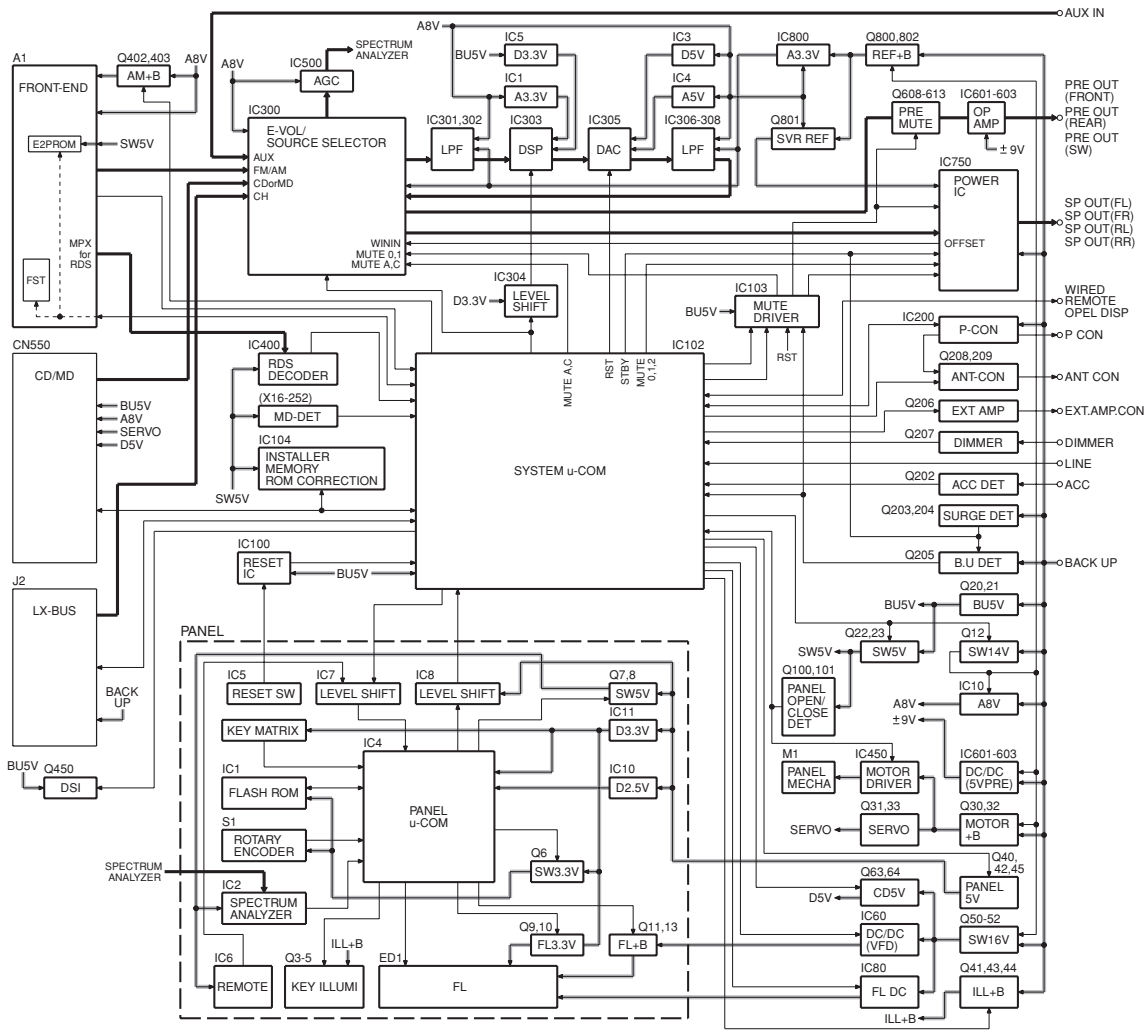 AUX IN
A1
Q402,403
A8V
AM+B
FRONT-END
E2PROM
SW5V
MPX
for
RDS
FST
A8V
IC500
AGC
SPECTRUM
ANALYZER
IC300
E-VOL/
SOURCE SELECTOR
AUX
FM/AM
CDorMD
CH
WININ
MUTE 0,1
MUTE A,C
A8V
BU5V
IC5
D3.3V
IC1
A3.3V
IC301,302
LPF
IC303
DSP
IC3
D5V
IC4
A5V
IC305
DAC
IC306-308
LPF
IC800
A3.3V
Q801
SVR REF
Q800,802
REF+B
Q608-613
PRE
MUTE
IC601-603
OP
AMP
±9V
PRE OUT
(FRONT)
PRE OUT
(REAR)
PRE OUT
(SW)
IC750
POWER
IC
OFFSET
SP OUT(FL)
SP OUT(FR)
SP OUT(RL)
SP OUT(RR)
IC304
D3.3V
LEVEL
SHIFT
IC103
BU5V
MUTE
DRIVER
RST
WIRED
REMOTE
OPEL DISP
IC200
P-CON
P CON
Q208,209
ANT-CON
ANT CON
Q206
EXT AMP
EXT.AMP.CON
Q207
DIMMER
DIMMER
LINE
Q202
ACC DET
ACC
Q203,204
SURGE DET
Q205
B.U DET
BACK UP
CN550
CD/MD
BU5V
A8V
SERVO
D5V
IC400
RDS
DECODER
(X16-252)
MD-DET
IC104
INSTALLER
MEMORY
ROM CORRECTION
SW5V
IC102
MUTE A,C
RST
STBY
MUTE
0,1,2
SYSTEM u-COM
IC100
RESET
IC
BU5V
J2
LX-BUS
BACK
UP
BU5V
Q450
DSI
Q20,21
BU5V
BU5V
Q22,23
SW5V
SW5V
Q12
SW14V
Q100,101
PANEL
OPEN/
CLOSE
DET
IC10
A8V
A8V
±9V
M1
PANEL
MECHA
IC450
MOTOR
DRIVER
IC601-603
DC/DC
(5VPRE)
Q31,33
SERVO
SERVO
Q30,32
MOTOR
+B
Q63,64
CD5V
D5V
Q40,
42,45
PANEL
5V
IC60
DC/DC
(VFD)
Q50-52
SW16V
IC80
FL DC
Q41,43,44
ILL+B
ILL+B
PANEL
IC5
RESET SW
IC7
LEVEL SHIFT
IC8
LEVEL SHIFT
Q7,8
SW5V
KEY MATRIX
IC11
D3.3V
IC1
FLASH ROM
IC4
PANEL
u-COM
IC10
D2.5V
S1
ROTARY
ENCODER
Q6
SW3.3V
SPECTRUM
ANALYZER
IC2
SPECTRUM
ANALYZER
Q9,10
FL3.3V
Q11,13
FL+B
IC6
REMOTE
Q3-5
ILL+B
KEY ILLUMI
ED1
FL